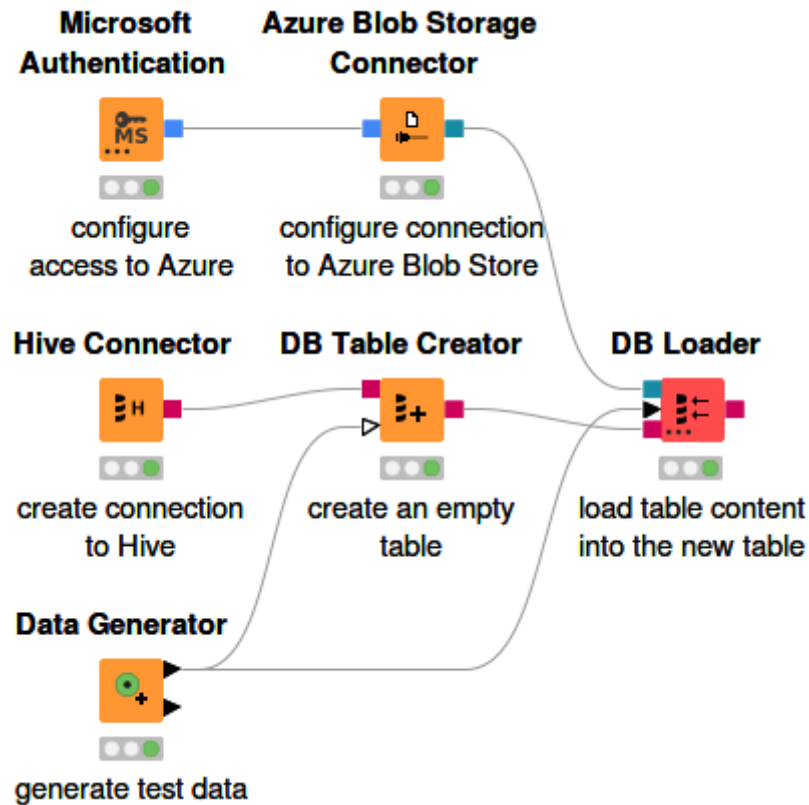 Microsoft
Authentication
Azure Blob Storage
Connector
MS
configure
access to Azure
configure connection
to Azure Blob Store
Hive Connector
DB Table Creator
DB Loader
H
create connection
to Hive
create an empty
table
load table content
into the new table
Data Generator
generate test data